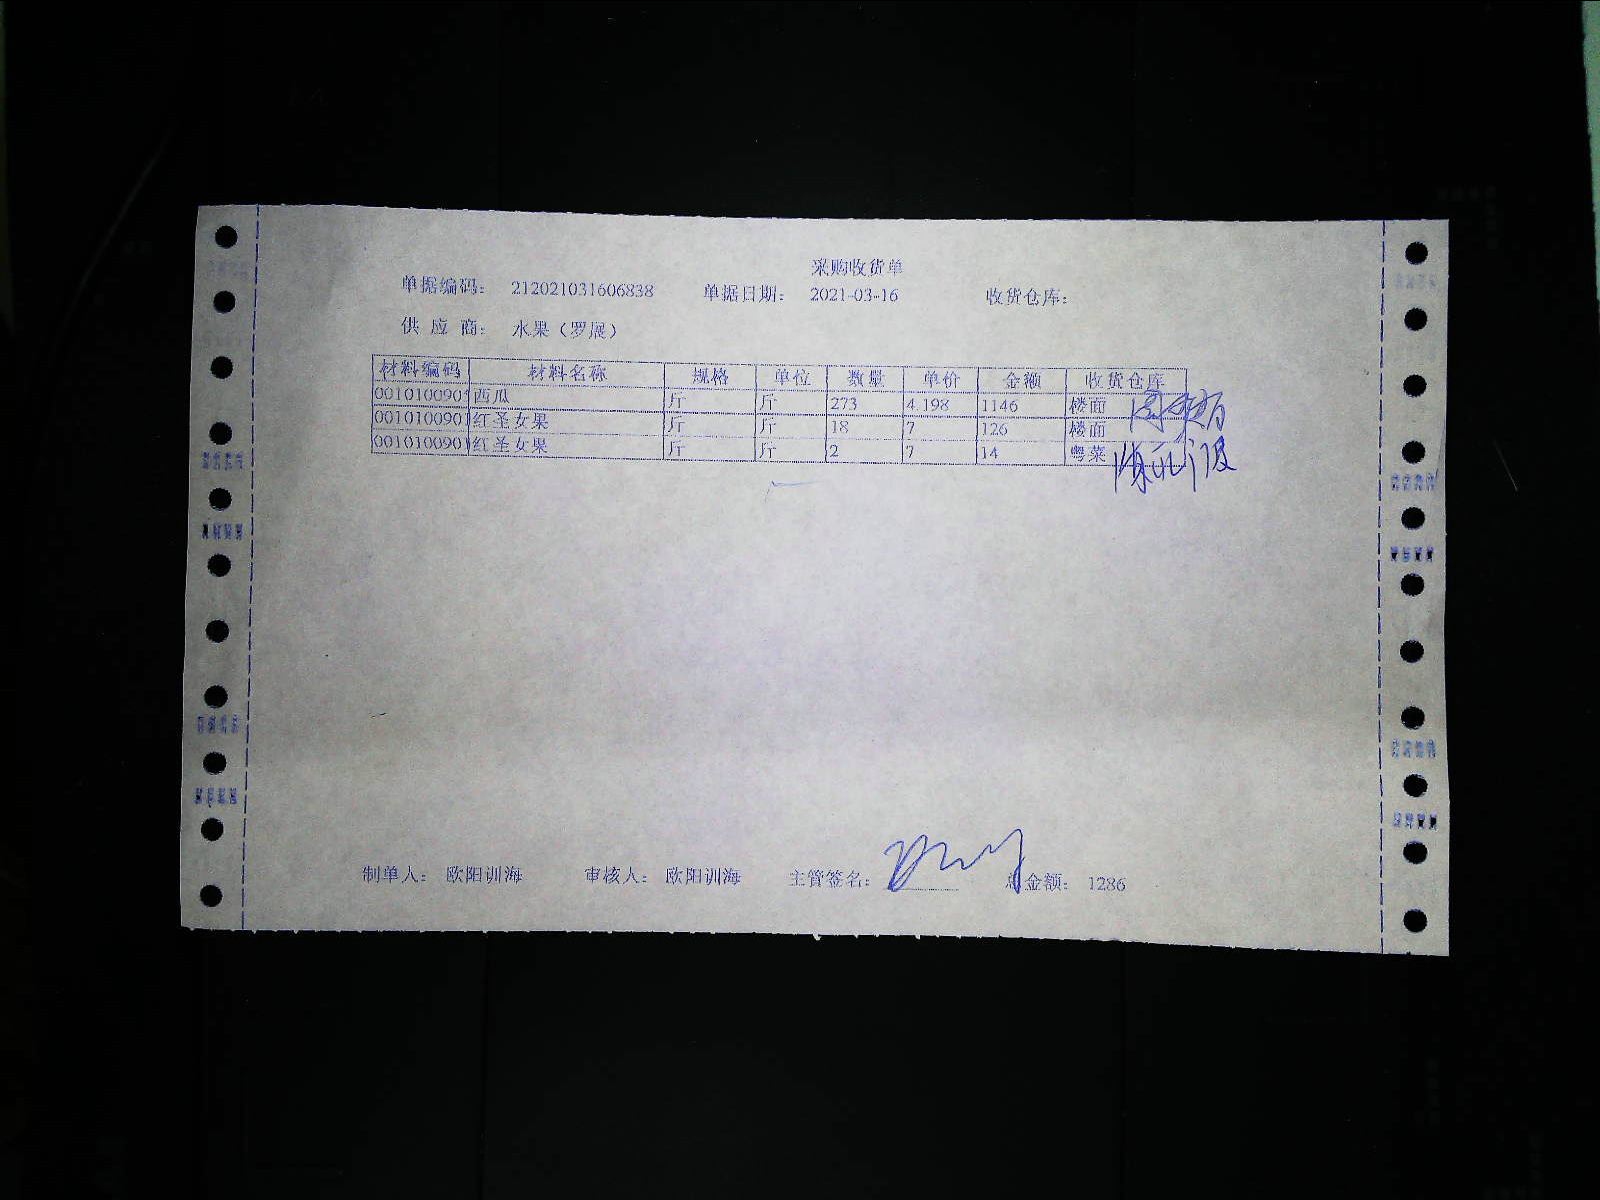 采购收货单
单据编码： 212021031606838 单据日期： 2021-03-16 收货仓库：
供 应 商： 水果（罗展）
材料编码 材料名称 规格 单位 数量 单价 金额 收货仓库
001010090 西瓜 斤 斤 273 4.198 1146 楼面
001010090 红圣女果 斤 斤 18 7 126 楼面
001010090 红圣女果 斤 斤 2 7 14 粤菜
制单人： 欧阳训海 审核人： 欧阳训海 主管签名： 总金额： 1286